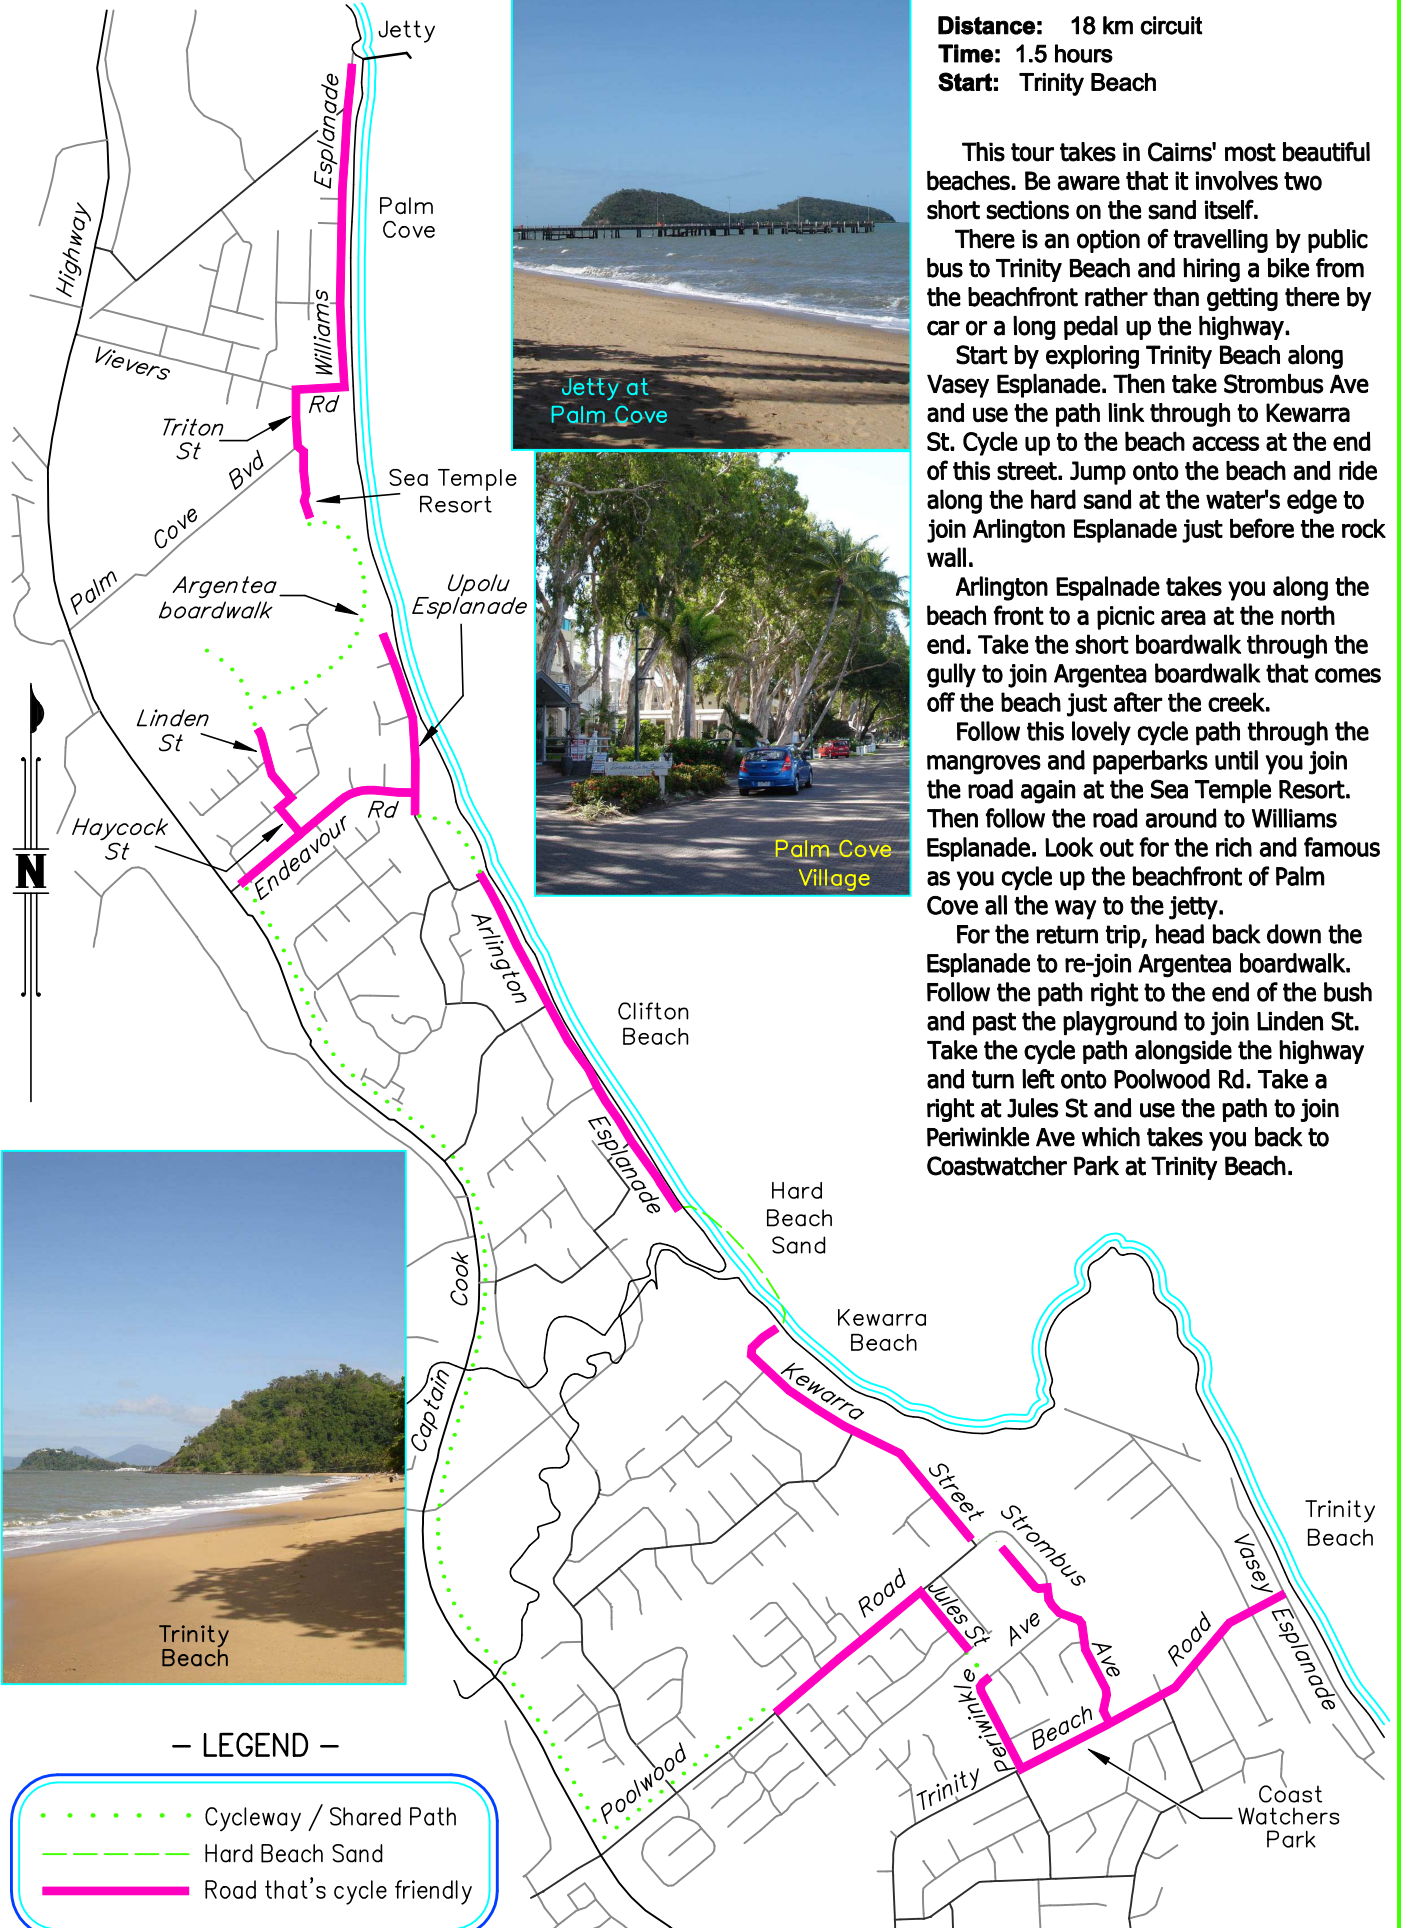 Distance: 18 km circuit
Time: 1.5 hours
Start: Trinity Beach
This tour takes in Cairns' most beautiful
beaches. Be aware that it involves two
short sections on the sand itself.
There is an option of travelling by public
bus to Trinity Beach and hiring a bike from
the beachfront rather than getting there by
car or a long pedal up the highway.
Start by exploring Trinity Beach along
Vasey Esplanade. Then take Strombus Ave
and use the path link through to Kewarra
St. Cycle up to the beach access at the end
of this street. Jump onto the beach and ride
along the hard sand at the water's edge to
join Arlington Esplanade just before the rock
wall.
Arlington Espalnade takes you along the
beach front to a picnic area at the north
end. Take the short boardwalk through the
gully to join Argentea boardwalk that comes
off the beach just after the creek.
Follow this lovely cycle path through the
mangroves and paperbarks until you join
the road again at the Sea Temple Resort.
Then follow the road around to Williams
Esplanade. Look out for the rich and famous
as you cycle up the beachfront of Palm
Cove all the way to the jetty.
For the return trip, head back down the
Esplanade to re-join Argentea boardwalk.
Follow the path right to the end of the bush
and past the playground to join Linden St.
Take the cycle path alongside the highway
and turn left onto Poolwood Rd. Take a
right at Jules St and use the path to join
Periwinkle Ave which takes you back to
Coastwatcher Park at Trinity Beach.
Jetty
Esplanade
Palm
Cove
Highway
Williams
Vievers
Rd
Triton
St
Bvd
Cove
Palm
Sea Temple
Resort
Argentea
boardwalk
Upolu
Esplanade
Linden
St
Haycock
St
Rd
Endeavour
N
Jetty at
Palm Cove
Palm Cove
Village
Arlington
Clifton
Beach
Esplanade
Hard
Beach
Sand
Cook
Captain
Kewarra
Beach
Kewarra
Street
Strombus
Ave
Trinity
Beach
Vasey
Esplanade
Road
Jules St
Ave
Periwinkle
Road
Beach
Trinity
Poolwood
Coast
Watchers
Park
Trinity
Beach
– LEGEND –
Cycleway / Shared Path
Hard Beach Sand
Road that's cycle friendly